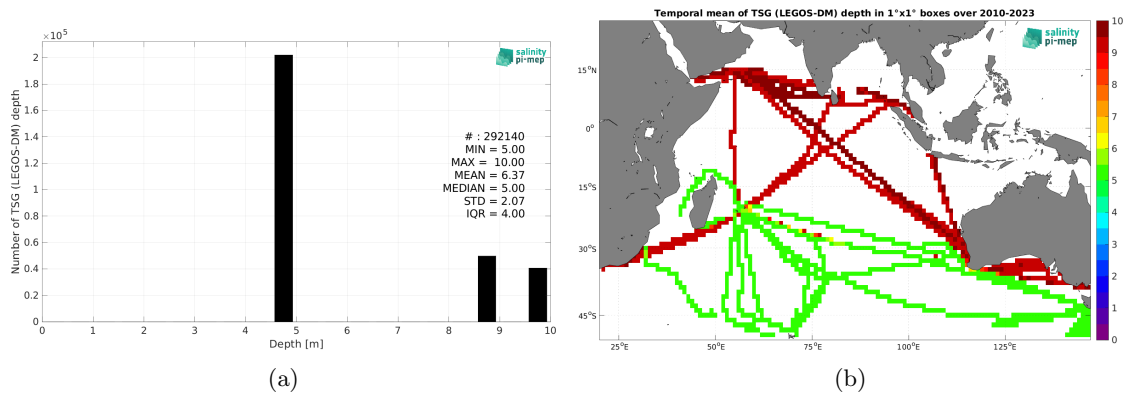 ×10⁵
2
1.8
1.6
1.4
1.2
1
0.8
0.6
0.4
0.2
0
Number of TSG (LEGOS-DM) depth
salinity
pi-mep
# : 292140
MIN = 5.00
MAX = 10.00
MEAN = 6.37
MEDIAN = 5.00
STD = 2.07
IQR = 4.00
0 1 2 3 4 5 6 7 8 9 10
Depth [m]
(a)
Temporal mean of TSG (LEGOS-DM) depth in 1°x1° boxes over 2010-2023
salinity
pi-mep
15°N
0°
15°S
30°S
45°S
25°E 50°E 75°E 100°E 125°E
10
9
8
7
6
5
4
3
2
1
0
(b)